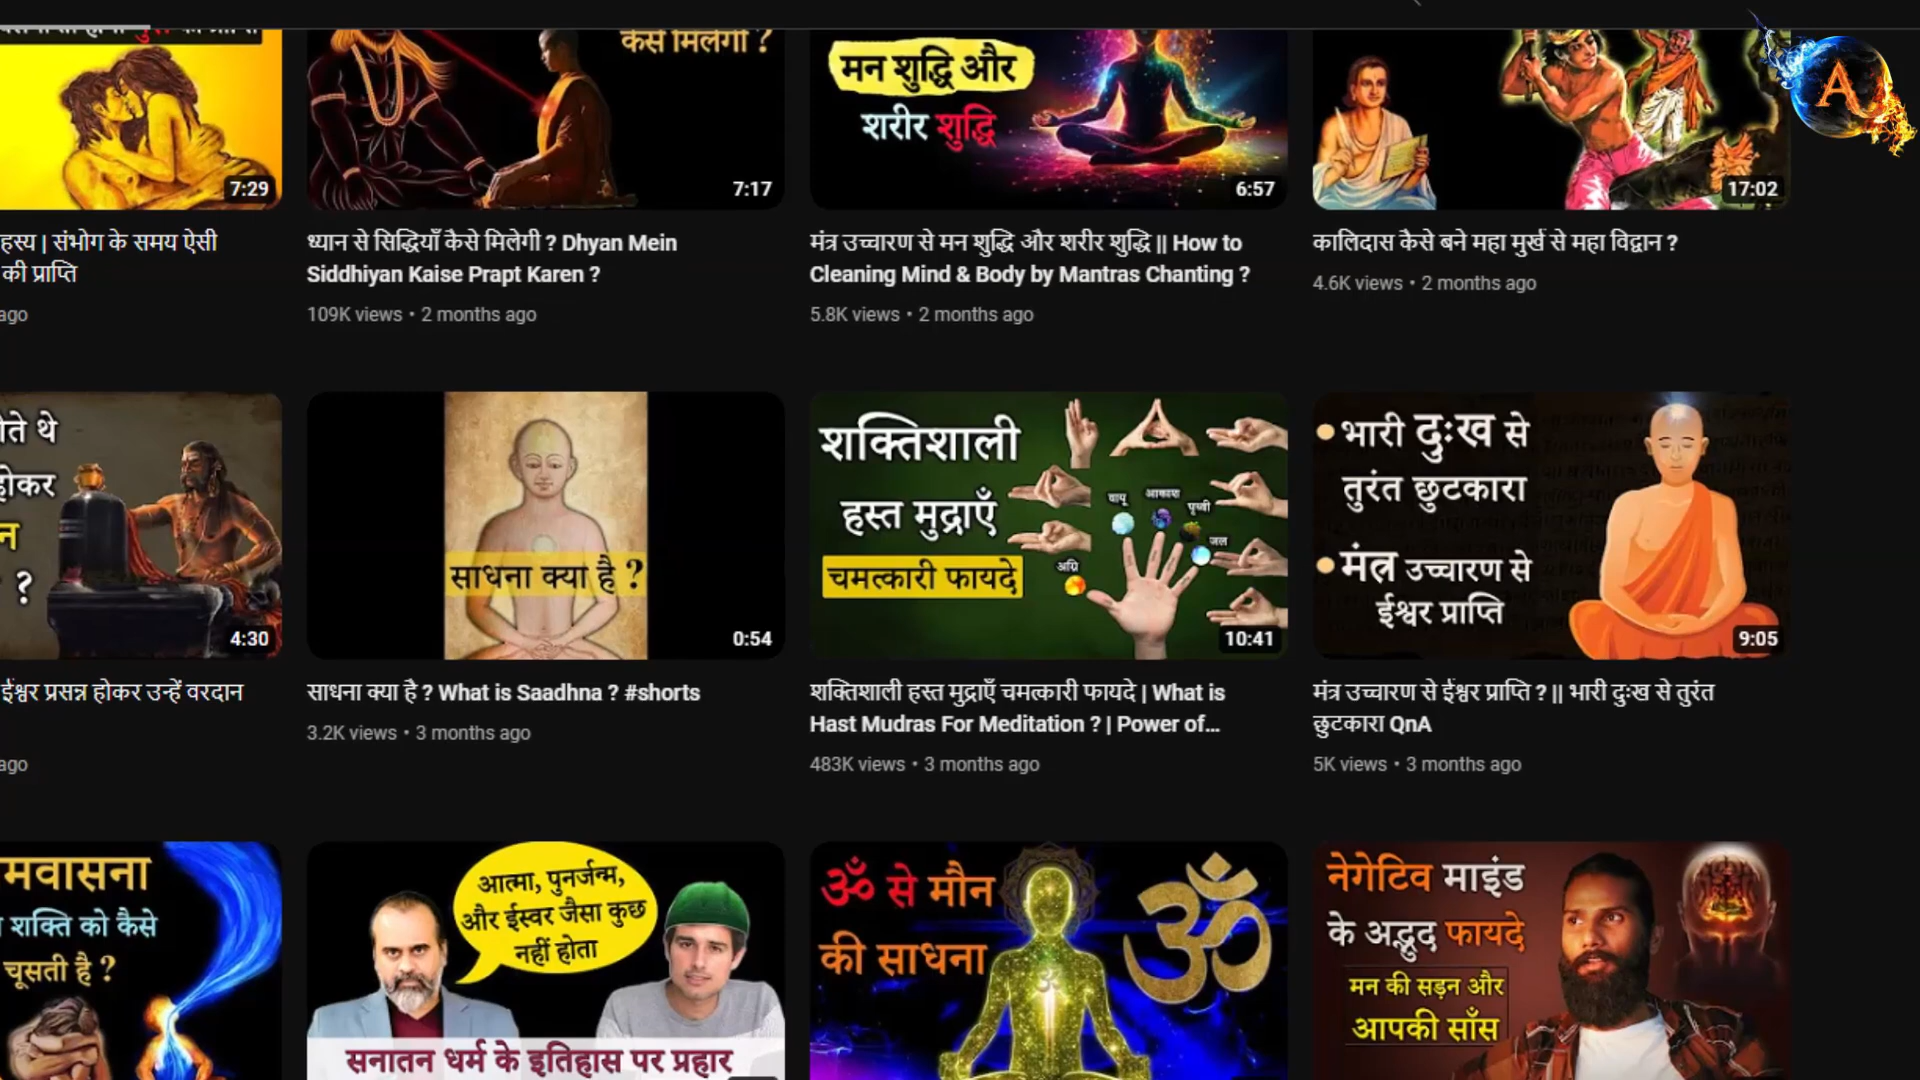 कैसे मिलेगी ?
मन शुद्धि और
शरीर शुद्धि
A
7:29
7:17
6:57
17:02
हस्य | संभोग के समय ऐसी
की प्राप्ति
ago
ध्यान से सिद्धियाँ कैसे मिलेगी ? Dhyan Mein
Siddhiyan Kaise Prapt Karen ?
109K views • 2 months ago
मंत्र उच्चारण से मन शुद्धि और शरीर शुद्धि || How to
Cleaning Mind & Body by Mantras Chanting ?
5.8K views • 2 months ago
कालिदास कैसे बने महा मुर्ख से महा विद्वान ?
4.6K views • 2 months ago
थे
होकर
न
?
4:30
साधना क्या है ?
0:54
शक्तिशाली
हस्त मुद्राएँ
चमत्कारी फायदे
वायु
आकाश
पृथ्वी
जल
अग्नि
10:41
भारी दुःख से
तुरंत छुटकारा
मंत्र उच्चारण से
ईश्वर प्राप्ति
9:05
ईश्वर प्रसन्न होकर उन्हें वरदान
ago
साधना क्या है ? What is Saadhna ? #shorts
3.2K views • 3 months ago
शक्तिशाली हस्त मुद्राएँ चमत्कारी फायदे | What is
Hast Mudras For Meditation ? | Power of...
483K views • 3 months ago
मंत्र उच्चारण से ईश्वर प्राप्ति ? || भारी दुःख से तुरंत
छुटकारा QnA
5K views • 3 months ago
मवासना
शक्ति को कैसे
चूसती है ?
आत्मा, पुनर्जन्म,
और ईस्वर जैसा कुछ
नहीं होता
सनातन धर्म के इतिहास पर प्रहार
ॐ से मौन
की साधना
ॐ
नेगेटिव माइंड
के अद्भुद फायदे
मन की सड़न और
आपकी साँस